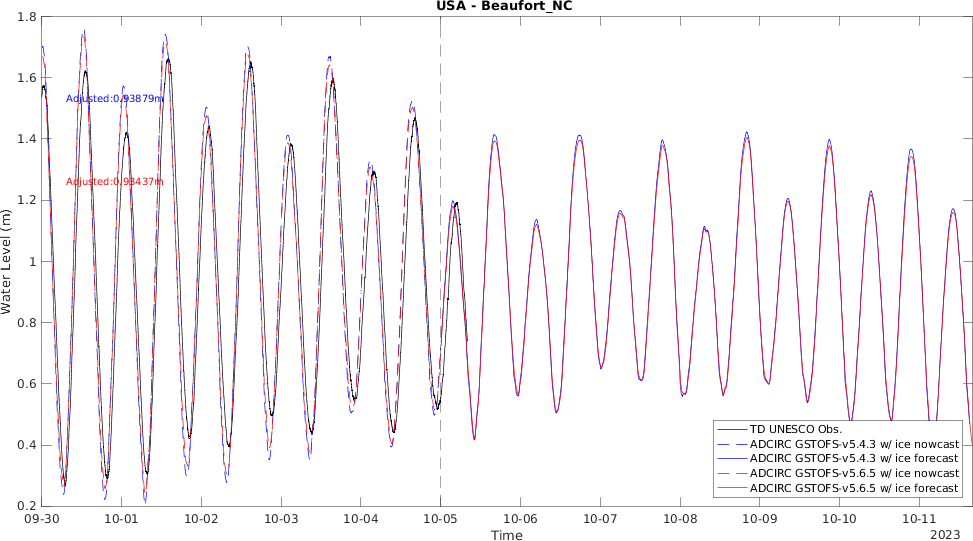 USA - Beaufort_NC
Water Level (m)
1.8
1.6
1.4
1.2
1
0.8
0.6
0.4
0.2
Adjusted:0.93879m
Adjusted:0.93437m
TD UNESCO Obs.
ADCIRC GSTOFS-v5.4.3 w/ ice nowcast
ADCIRC GSTOFS-v5.4.3 w/ ice forecast
ADCIRC GSTOFS-v5.6.5 w/ ice nowcast
ADCIRC GSTOFS-v5.6.5 w/ ice forecast
09-30 10-01 10-02 10-03 10-04 10-05 10-06 10-07 10-08 10-09 10-10 10-11
Time
2023